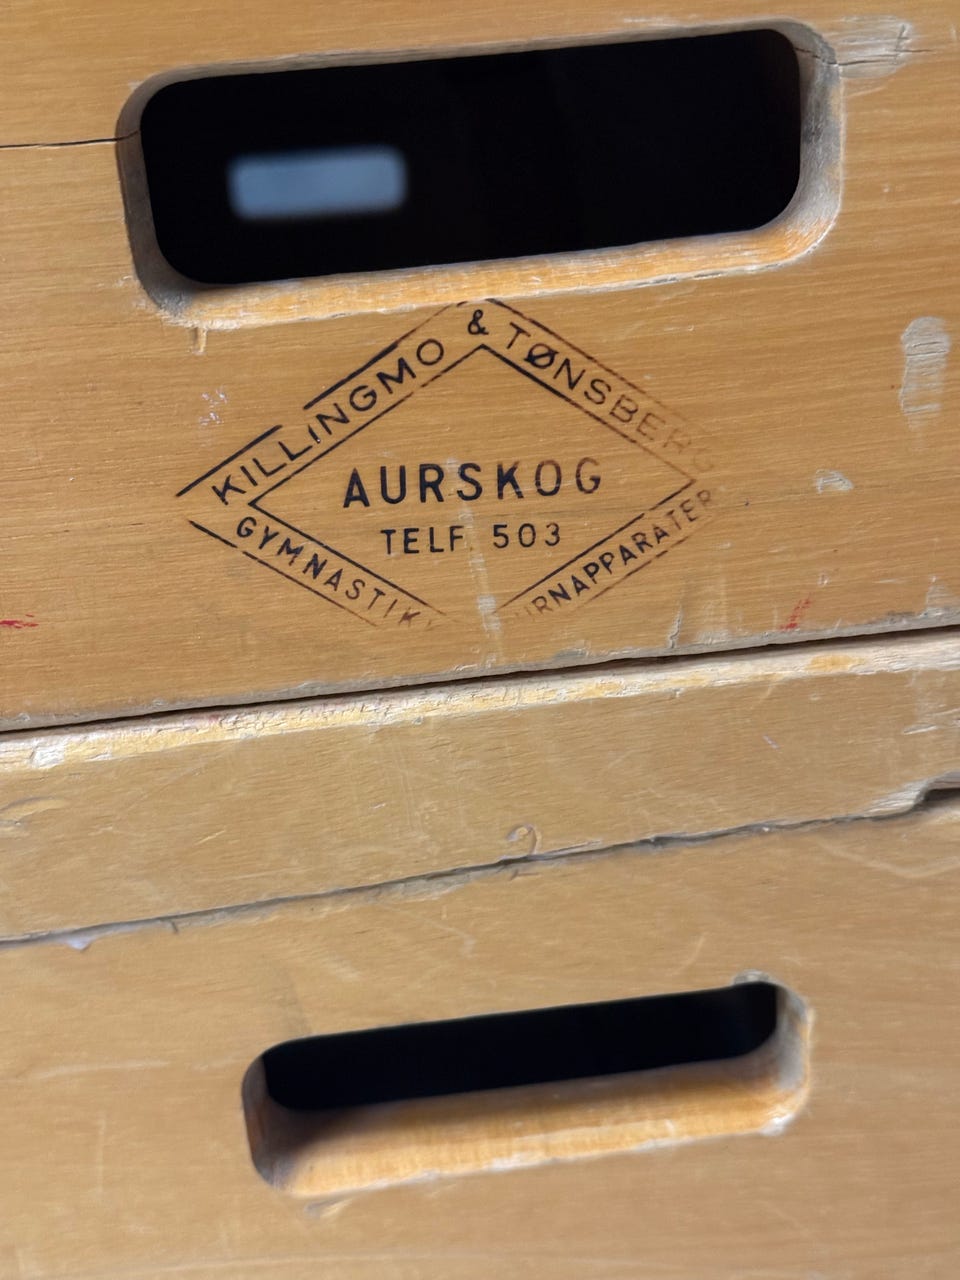 KILLINGMO & TØNSBERG
AURSKOG
TELF. 503
GYMNASTIK